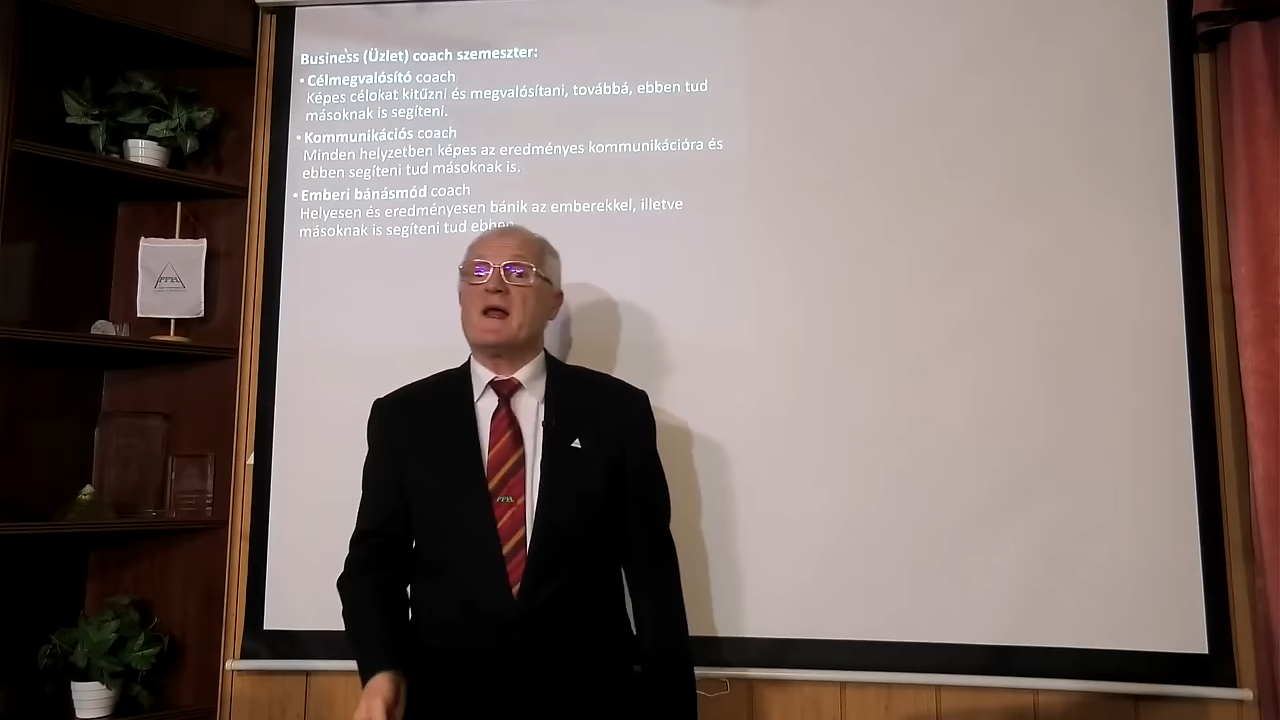 Business (Üzlet) coach szemeszter:
• Célmegvalósító coach
Képes célokat kitűzni és megvalósítani, továbbá, ebben tud
másoknak is segíteni.
• Kommunikációs coach
Minden helyzetben képes az eredményes kommunikációra és
ebben segíteni tud másoknak is.
• Emberi bánásmód coach
Helyesen és eredményesen bánik az emberekkel, illetve
másoknak is segíteni tud ebben